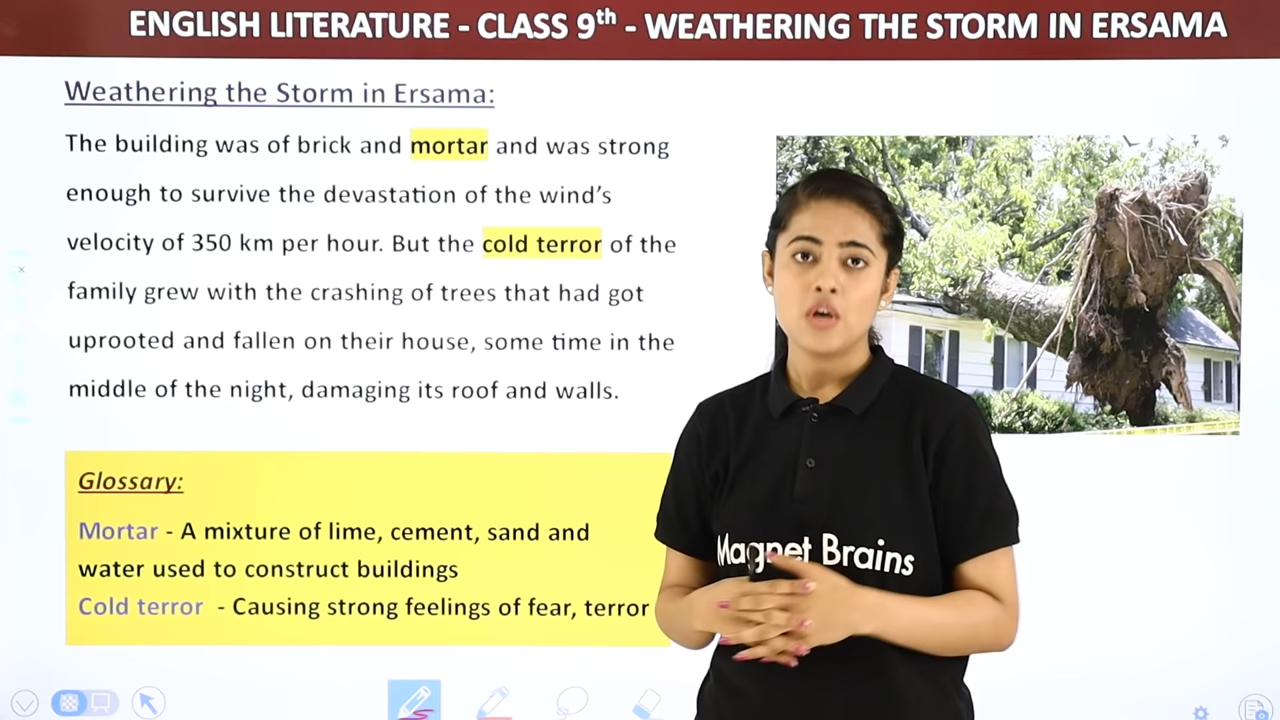 ENGLISH LITERATURE - CLASS 9th - WEATHERING THE STORM IN ERSAMA
Weathering the Storm in Ersama:
The building was of brick and mortar and was strong
enough to survive the devastation of the wind's
velocity of 350 km per hour. But the cold terror of the
family grew with the crashing of trees that had got
uprooted and fallen on their house, some time in the
middle of the night, damaging its roof and walls.
Glossary:
Mortar - A mixture of lime, cement, sand and
water used to construct buildings
Cold terror - Causing strong feelings of fear, terror
Magnet Brains